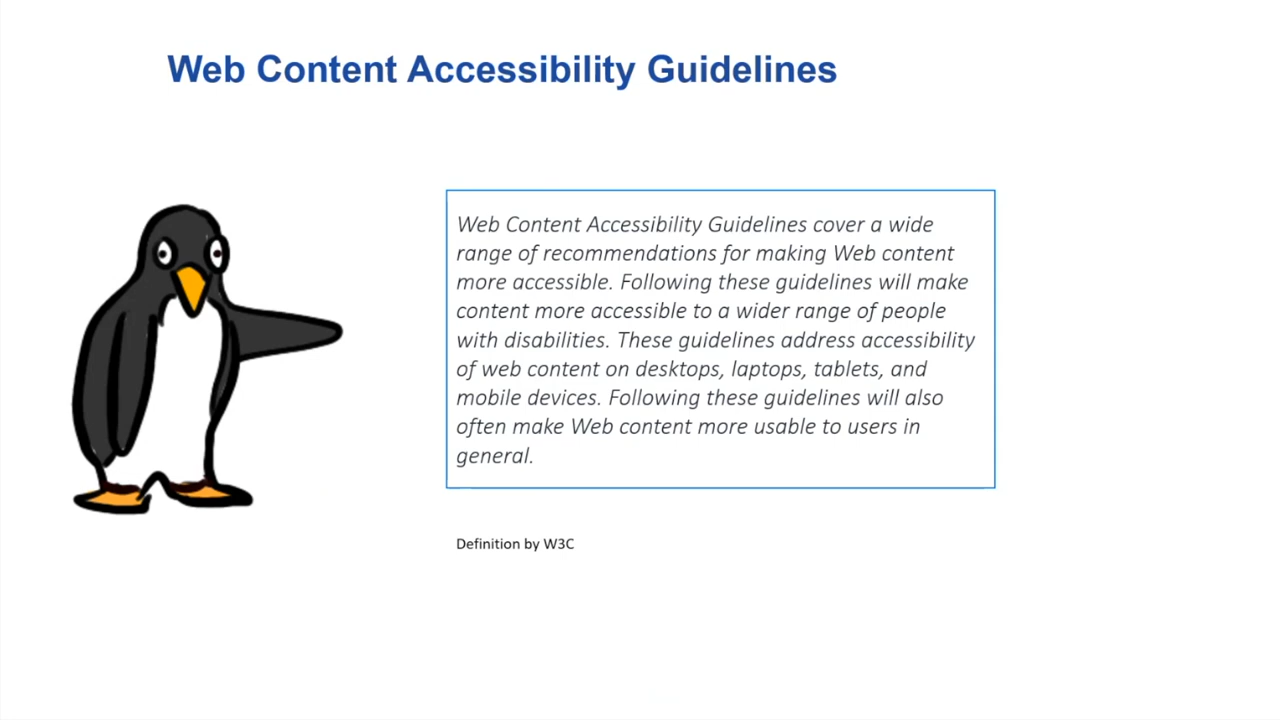 Web Content Accessibility Guidelines
Web Content Accessibility Guidelines cover a wide
range of recommendations for making Web content
more accessible. Following these guidelines will make
content more accessible to a wider range of people
with disabilities. These guidelines address accessibility
of web content on desktops, laptops, tablets, and
mobile devices. Following these guidelines will also
often make Web content more usable to users in
general.
Definition by W3C